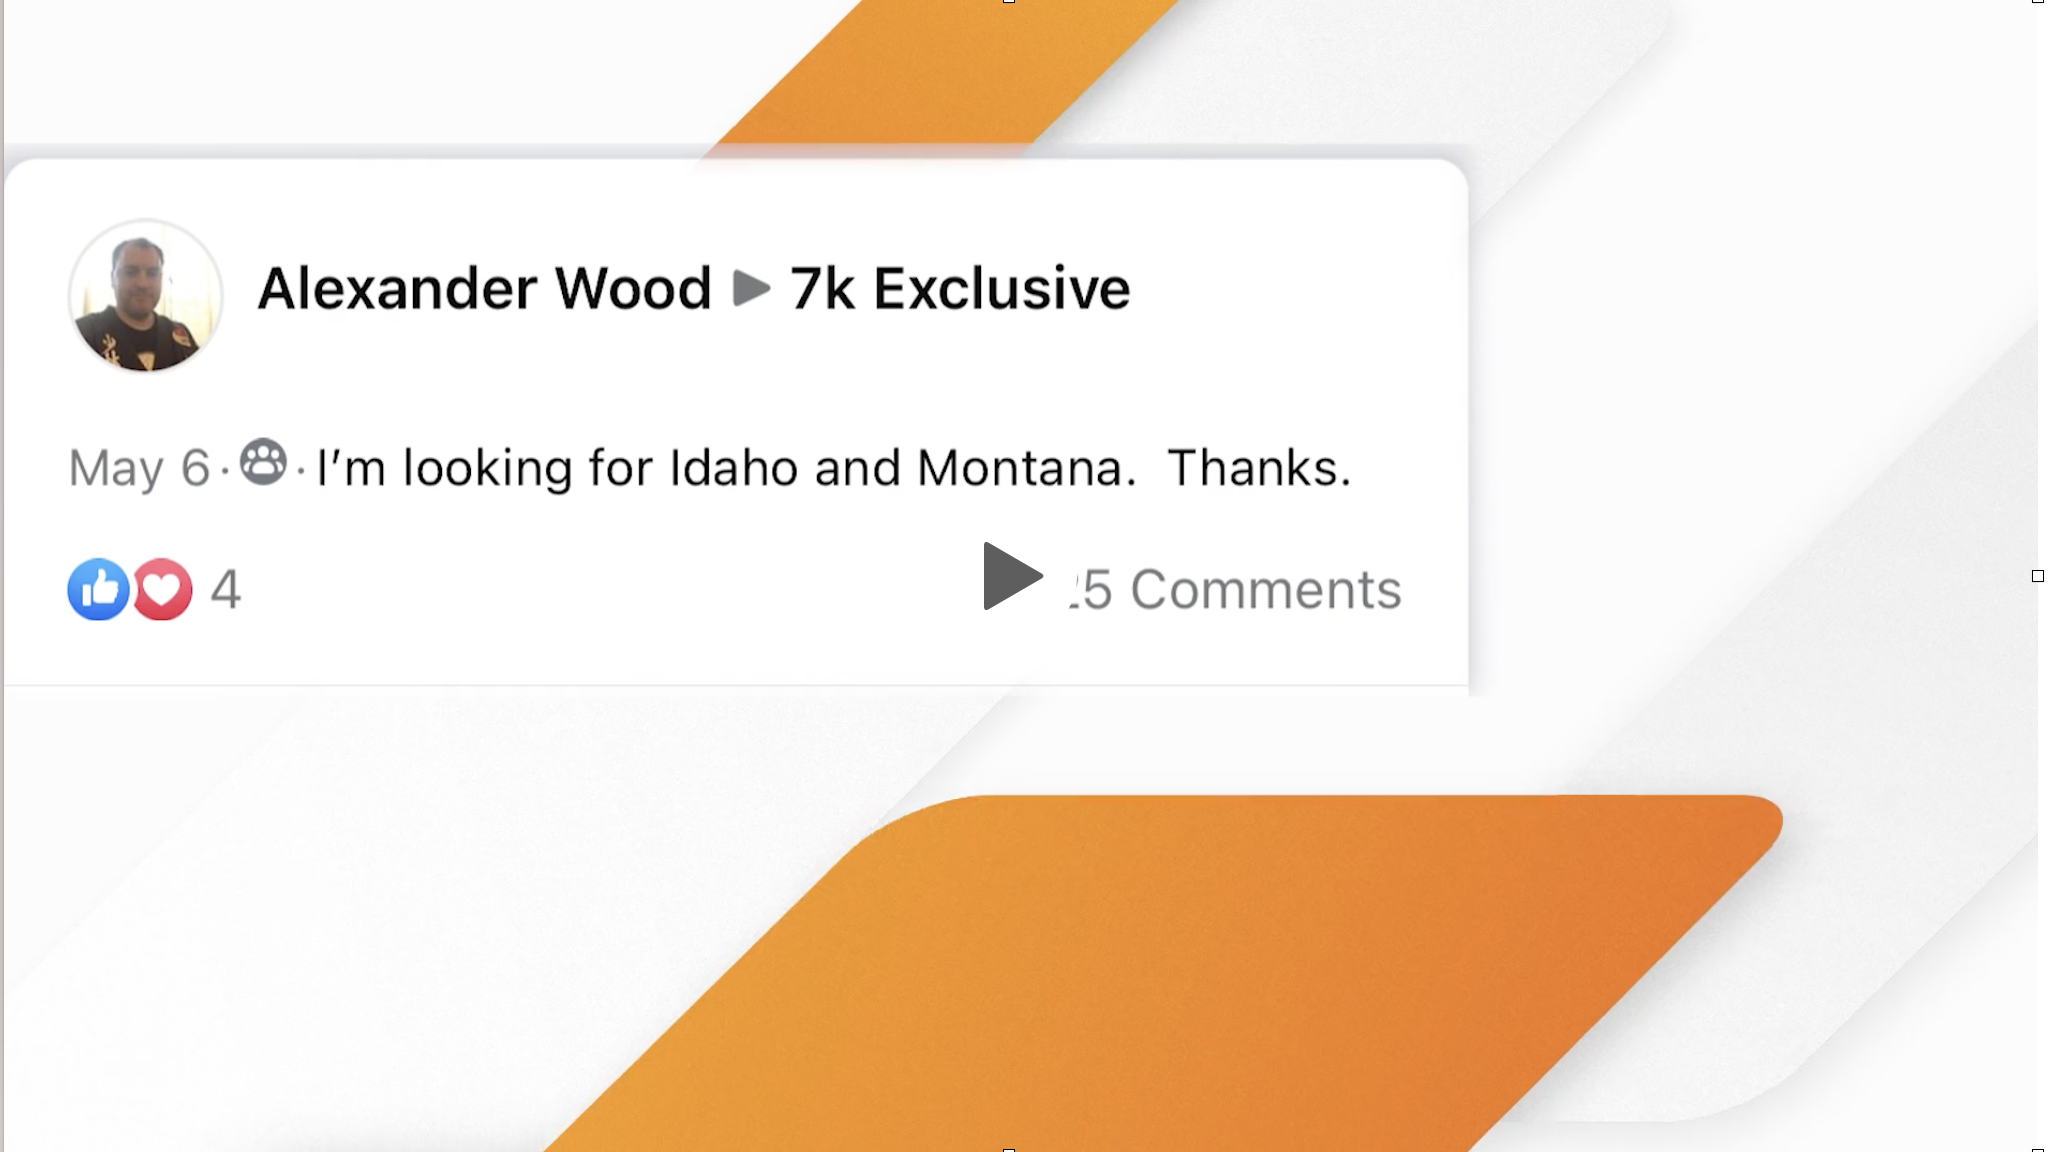 Alexander Wood ▶ 7k Exclusive
May 6 · · I'm looking for Idaho and Montana.  Thanks.
4
5 Comments